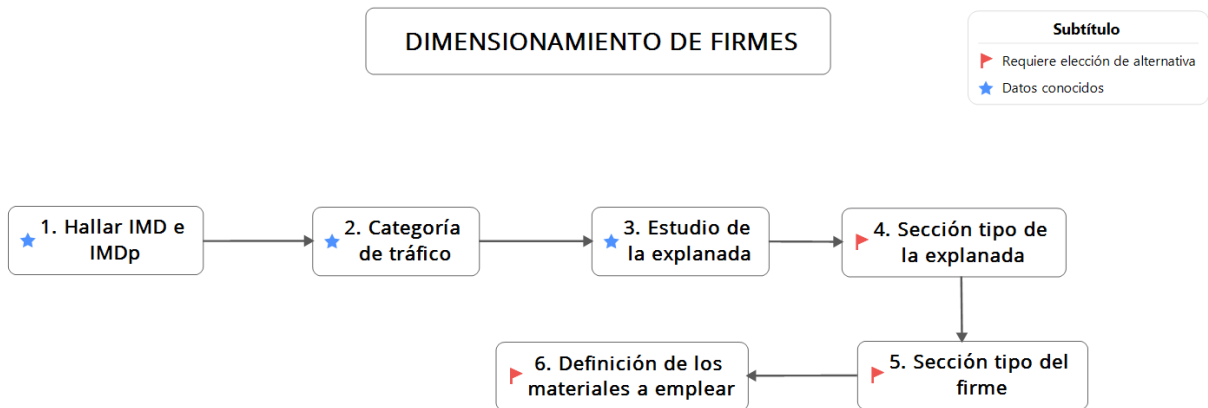 DIMENSIONAMIENTO DE FIRMES
Subtítulo
Requiere elección de alternativa
Datos conocidos
1. Hallar IMD e
IMDp
2. Categoría
de tráfico
3. Estudio de
la explanada
4. Sección tipo de
la explanada
5. Sección tipo del
firme
6. Definición de los
materiales a emplear